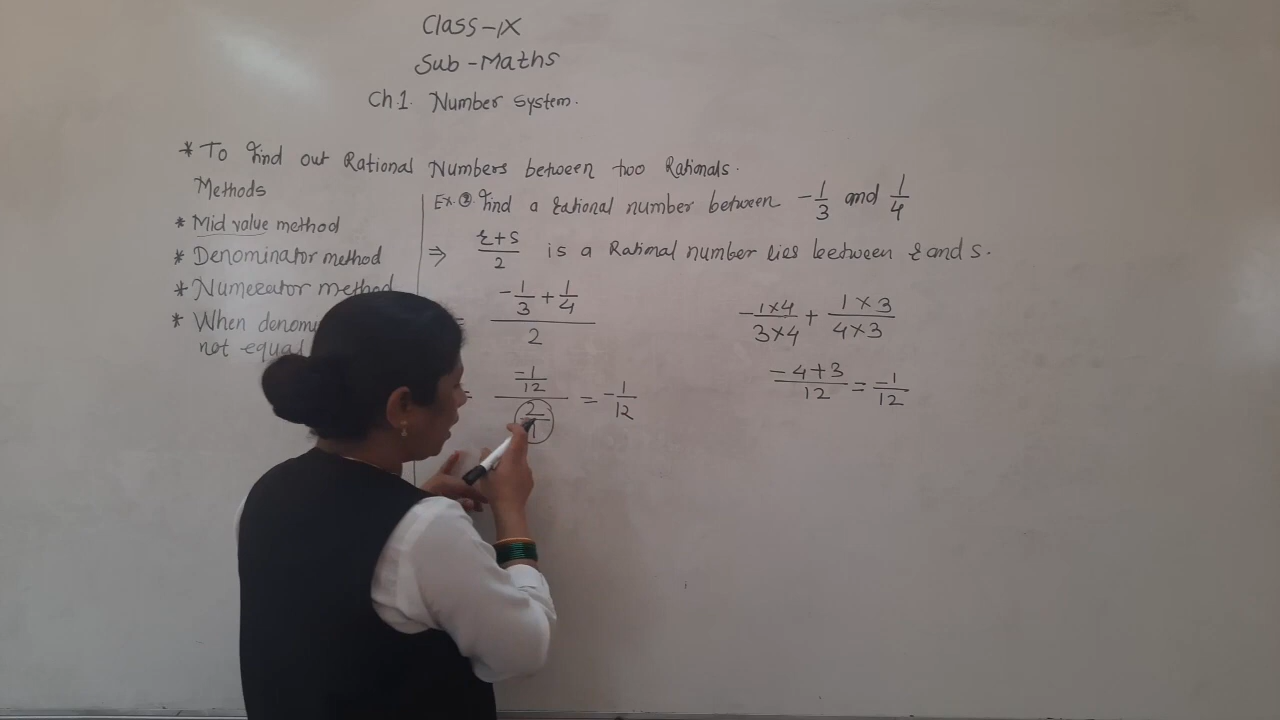 Class-IX
Sub-Maths
Ch.1. Number System.
* To find out Rational Numbers between two Rationals.
Methods
* Mid value method
* Denominator method
* Numerator method
* When
not equal
Ex.② find a rational number between -1/3 and 1/4
⇒ r+s/2 is a Rational number lies between r and s.
= (-1/3 + 1/4)/2
= (-1/12)/(2/1) = -1/12
-1×4/3×4 + 1×3/4×3
-4+3/12 = -1/12